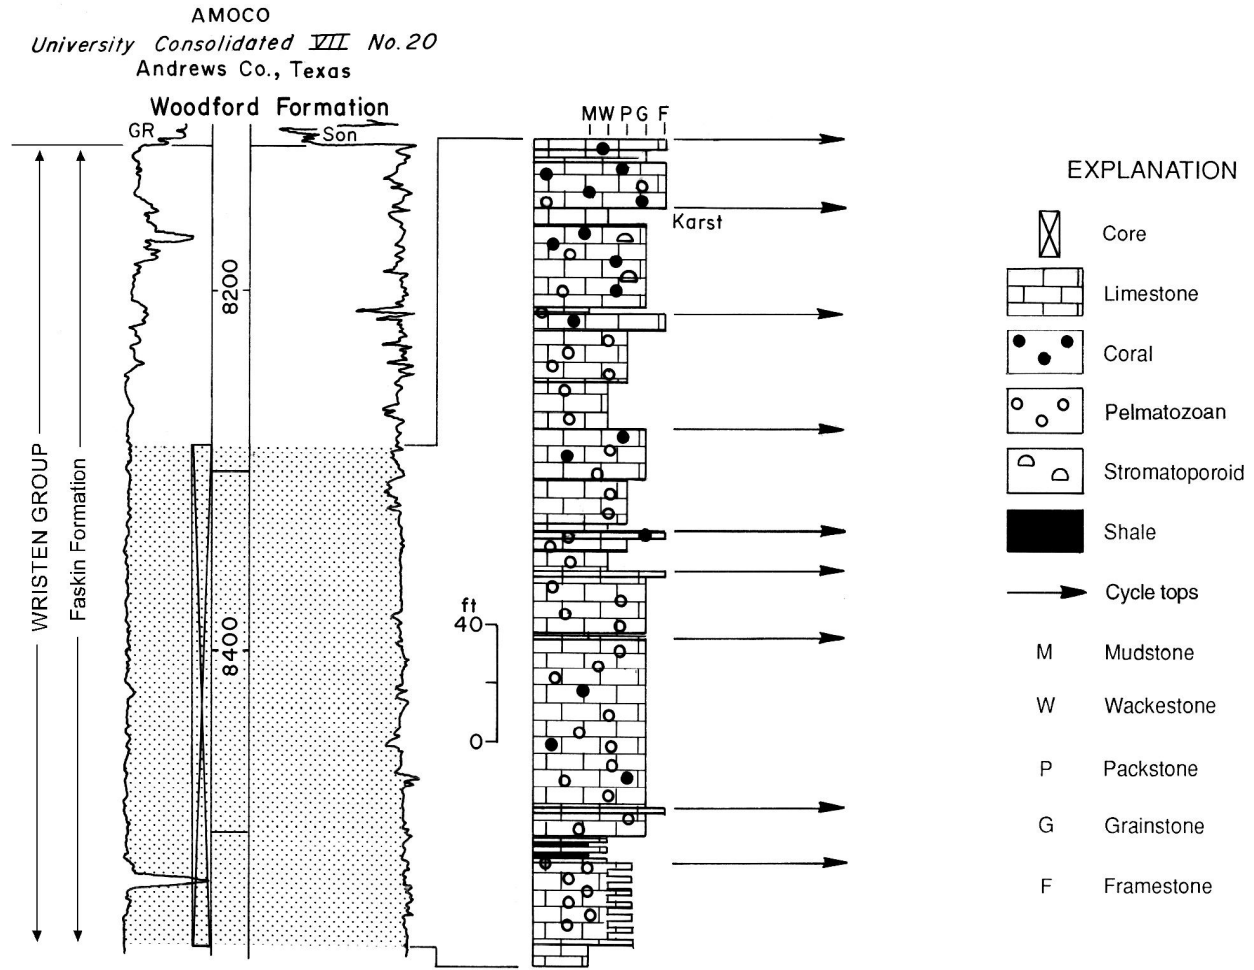 AMOCO
University Consolidated VII No. 20
Andrews Co., Texas
Woodford Formation
GR
Son
M W P G F
WRISTEN GROUP
Faskin Formation
8200
8400
Karst
ft
40
0
EXPLANATION
Core
Limestone
Coral
Pelmatozoan
Stromatoporoid
Shale
Cycle tops
M Mudstone
W Wackestone
P Packstone
G Grainstone
F Framestone